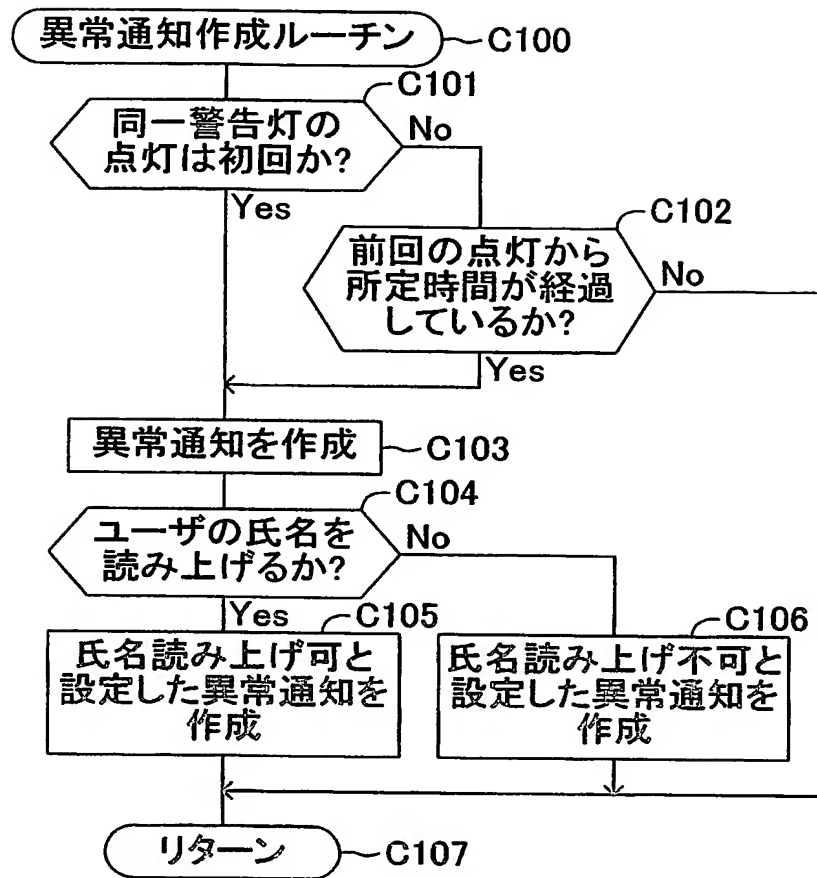 異常通知作成ルーチン
C100
C101
同一警告灯の
点灯は初回か?
No
Yes
C102
前回の点灯から
所定時間が経過
しているか?
No
Yes
異常通知を作成
C103
C104
ユーザの氏名を
読み上げるか?
No
Yes
C105
氏名読み上げ可と
設定した異常通知を
作成
C106
氏名読み上げ不可と
設定した異常通知を
作成
リターン
C107